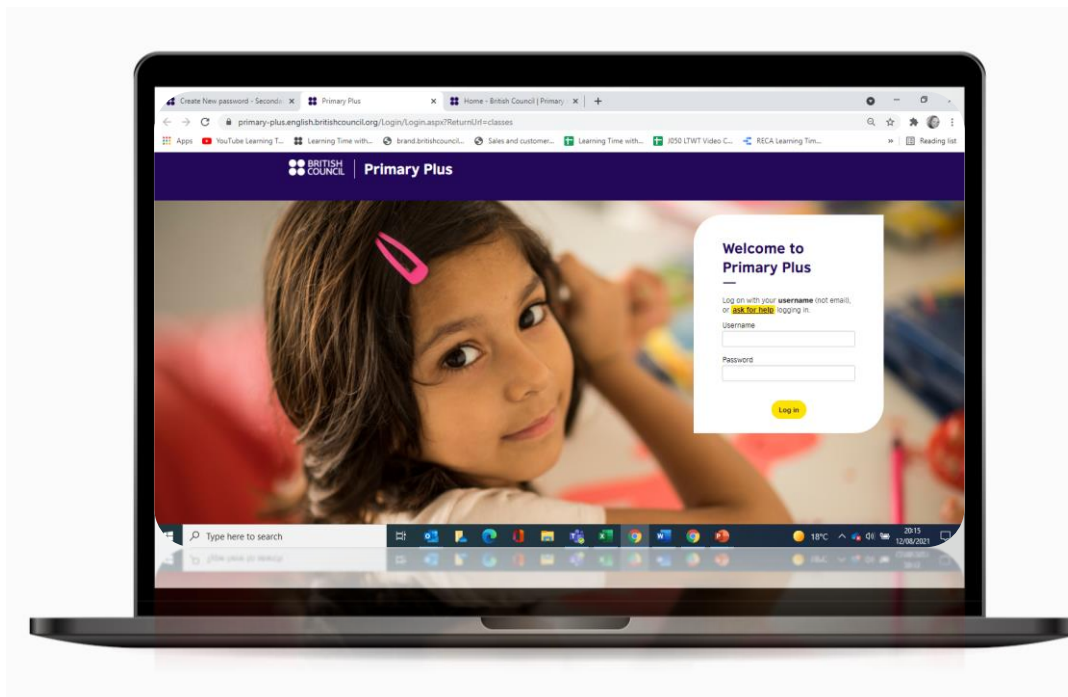 Create New password - Seconda
Primary Plus
Home - British Council | Primary
primary-plus.english.britishcouncil.org/Login/Login.aspx?ReturnUrl=classes
Apps
YouTube Learning T...
Learning Time with...
brand.britishcouncil...
Sales and customer...
Learning Time with...
J050 LTWT Video C...
RECA Learning Tim...
»
Reading list
BRITISH
COUNCIL
Primary Plus
Welcome to
Primary Plus
Log on with your username (not email),
or ask for help logging in.
Username
Password
Log in
Type here to search
18°C
20:15
12/08/2021